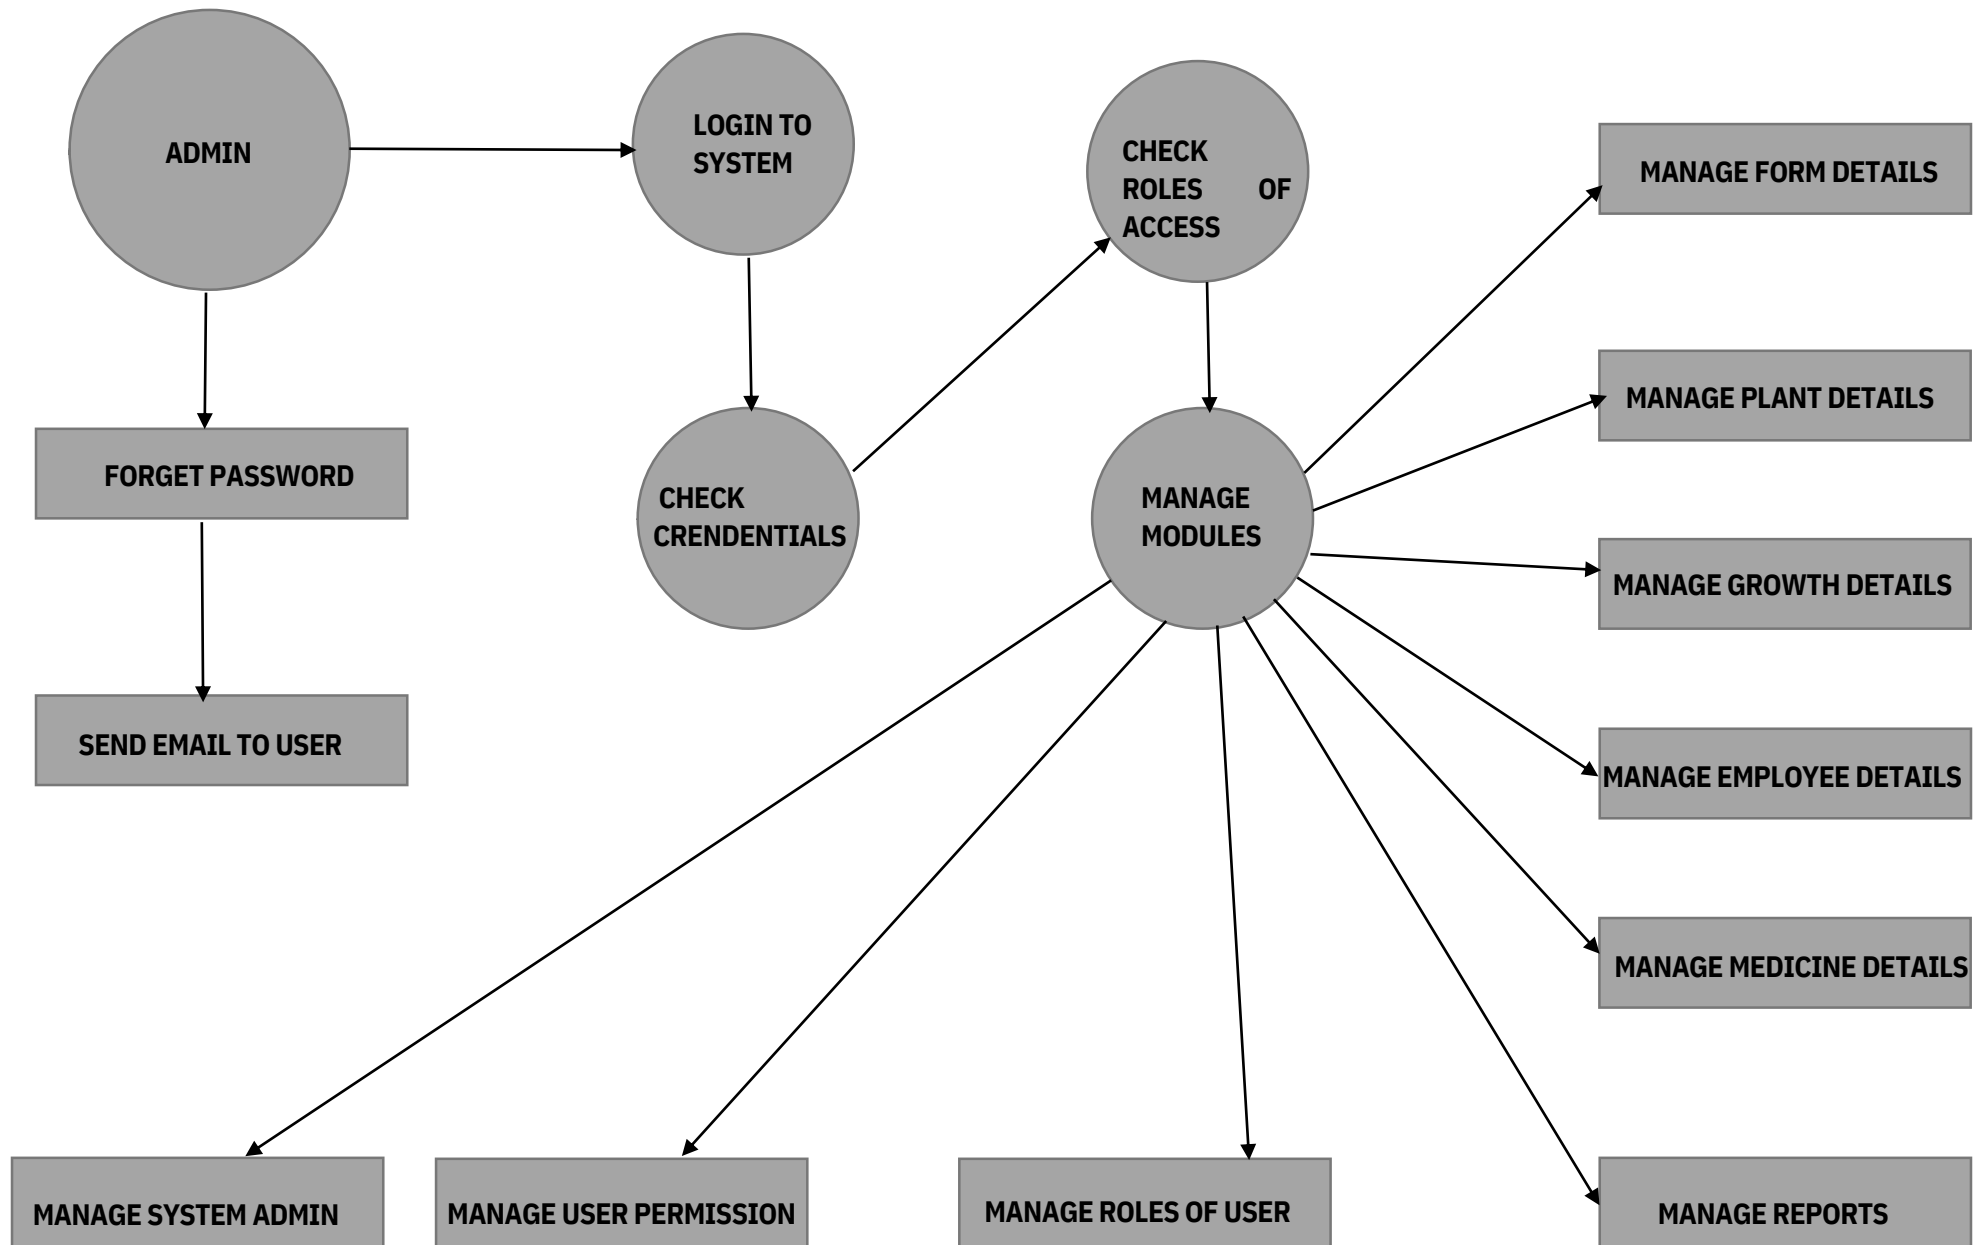 ADMIN
LOGIN TO
SYSTEM
CHECK
ROLES OF
ACCESS
MANAGE FORM DETAILS
MANAGE PLANT DETAILS
FORGET PASSWORD
CHECK
CRENDENTIALS
MANAGE
MODULES
MANAGE GROWTH DETAILS
SEND EMAIL TO USER
MANAGE EMPLOYEE DETAILS
MANAGE MEDICINE DETAILS
MANAGE SYSTEM ADMIN
MANAGE USER PERMISSION
MANAGE ROLES OF USER
MANAGE REPORTS